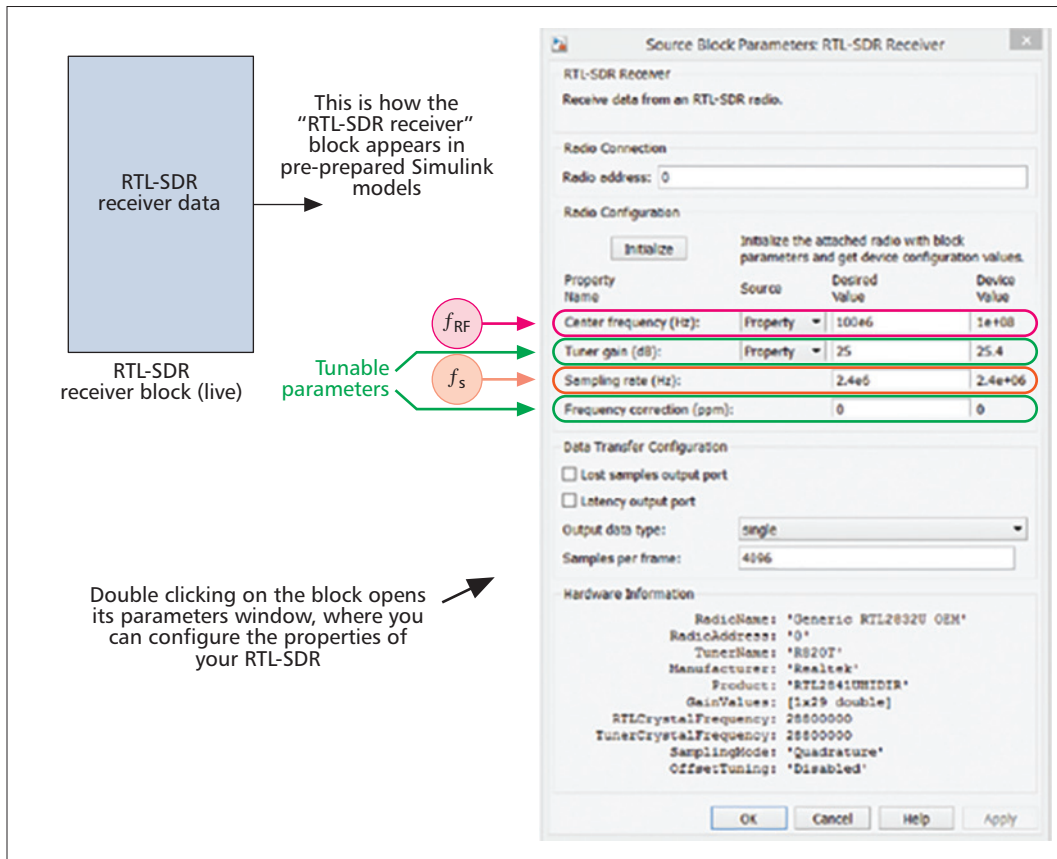 RTL-SDR
receiver data
RTL-SDR
receiver block (live)
This is how the
“RTL-SDR receiver”
block appears in
pre-prepared Simulink
models
fRF
Tunable
parameters
fs
Double clicking on the block opens
its parameters window, where you
can configure the properties of
your RTL-SDR
Source Block Parameters: RTL-SDR Receiver
RTL-SDR Receiver
Receive data from an RTL-SDR radio.
Radio Connection
Radio address: 0
Radio Configuration
Initialize
Initialize the attached radio with block
parameters and get device configuration values.
Property
Name
Source
Desired
Value
Device
Value
Center frequency (Hz): Property 100e6 1e+08
Tuner gain (dB): Property 25 25.4
Sampling rate (Hz): 2.4e6 2.4e+06
Frequency correction (ppm): 0 0
Data Transfer Configuration
Lost samples output port
Latency output port
Output data type: single
Samples per frame: 4096
Hardware Information
RadioName: 'Generic RTL2832U OEM'
RadioAddress: '0'
TunerName: 'R820T'
Manufacturer: 'Realtek'
Product: 'RTL2841UHIDIR'
GainValues: [1x29 double]
RTLCrystalFrequency: 28800000
TunerCrystalFrequency: 28800000
SamplingMode: 'Quadrature'
OffsetTuning: 'Disabled'
OK Cancel Help Apply